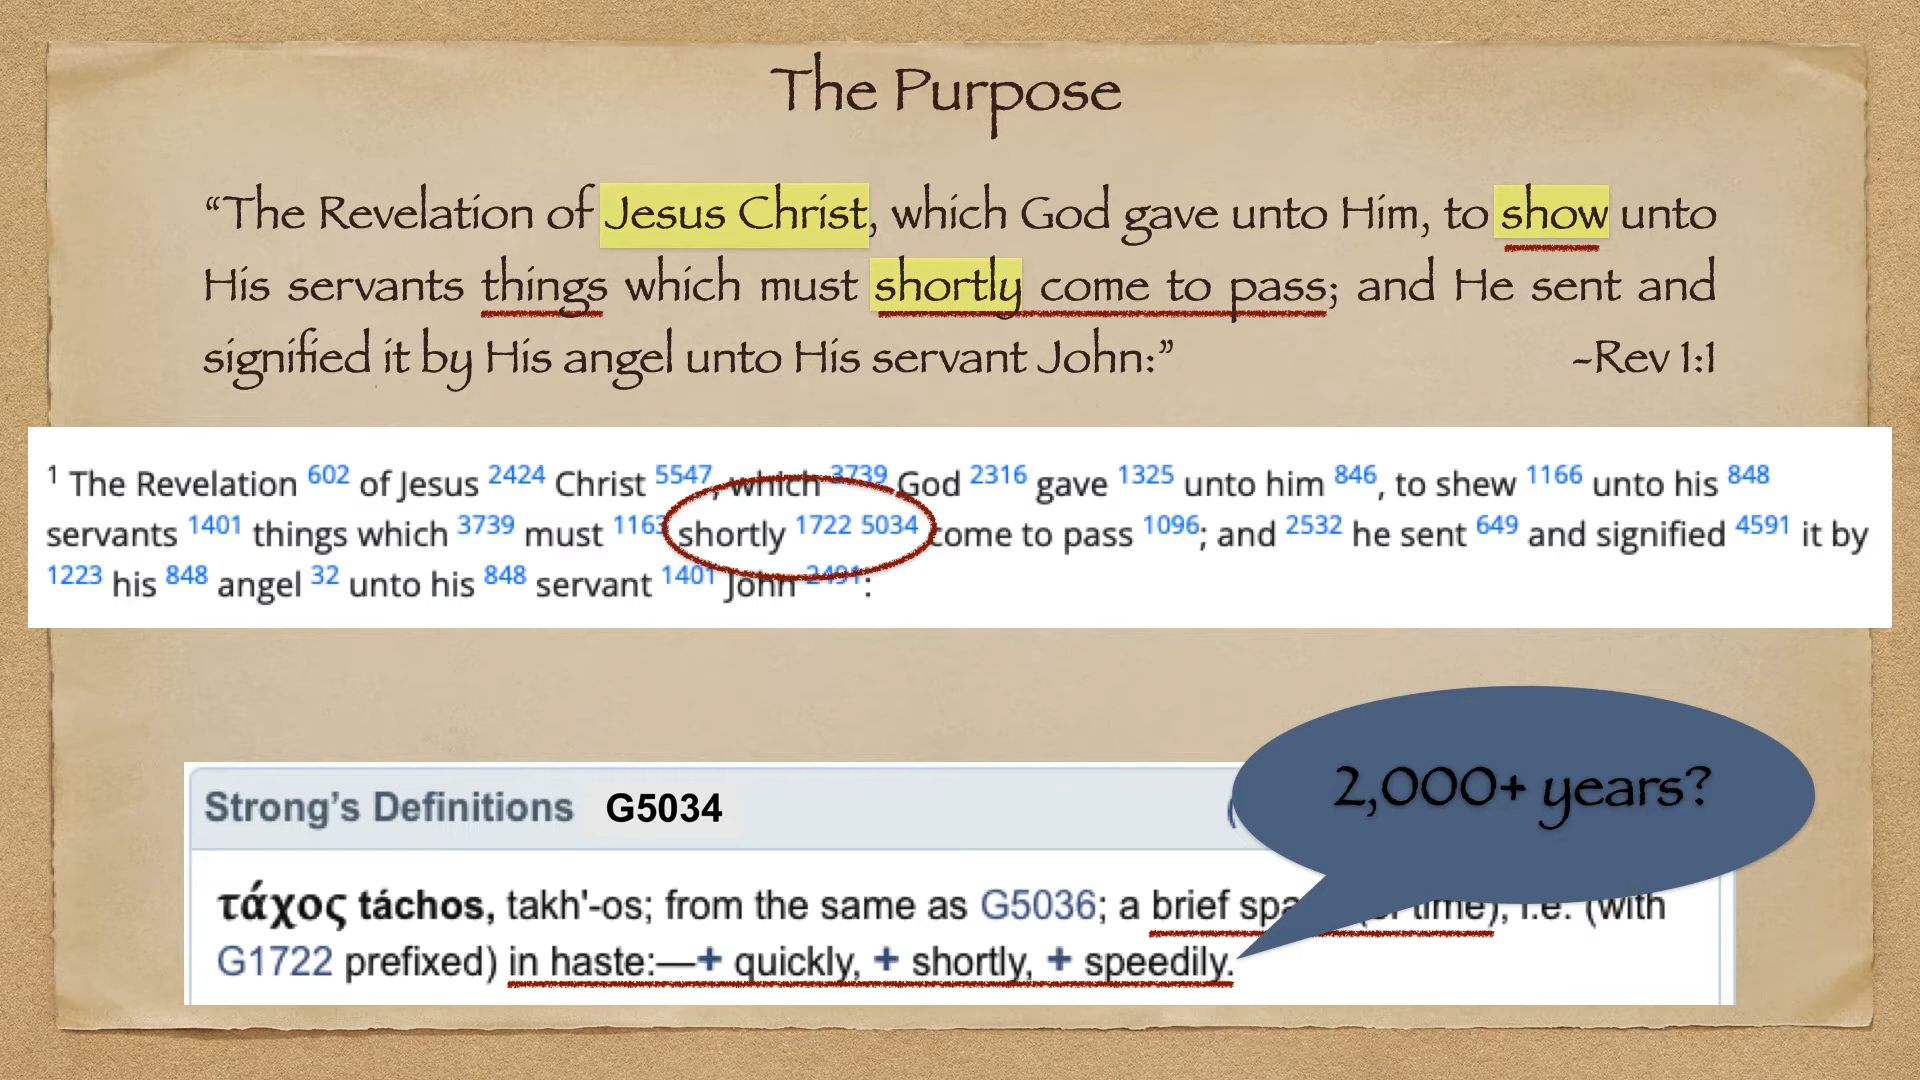 The Purpose
“The Revelation of Jesus Christ, which God gave unto Him, to show unto
His servants things which must shortly come to pass; and He sent and
signified it by His angel unto His servant John:” ~Rev 1:1
1 The Revelation 602 of Jesus 2424 Christ 5547, which 3739 God 2316 gave 1325 unto him 846, to shew 1166 unto his 848
servants 1401 things which 3739 must 1163 shortly 1722 5034 come to pass 1096; and 2532 he sent 649 and signified 4591 it by
1223 his 848 angel 32 unto his 848 servant 1401 John 2491:
2,000+ years?
Strong’s Definitions G5034 (
τάχος táchos, takh'-os; from the same as G5036; a brief (of time), i.e. (with
G1722 prefixed) in haste:—+ quickly, + shortly, + speedily.